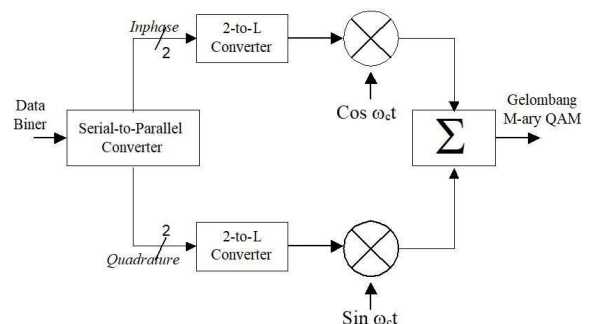 Inphase
2
2-to-L
Converter
Cos ωct
Data
Biner
Serial-to-Parallel
Converter
Σ
Gelombang
M-ary QAM
2
Quadrature
2-to-L
Converter
Sin ωct